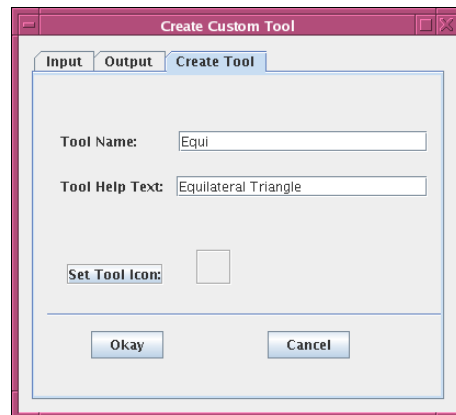 Create Custom Tool
Input Output Create Tool
Tool Name: Equi
Tool Help Text: Equilateral Triangle
Set Tool Icon:
Okay Cancel